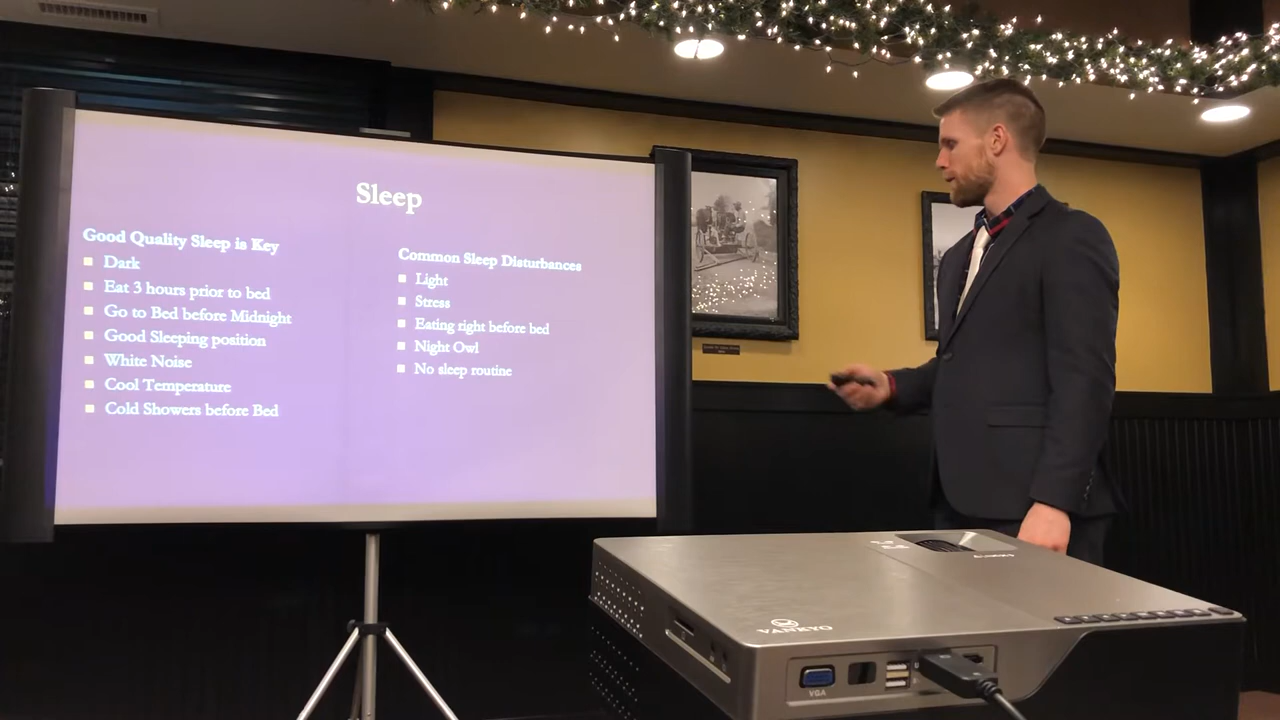 Sleep
Good Quality Sleep is Key
Dark
Eat 3 hours prior to bed
Go to Bed before Midnight
Good Sleeping position
White Noise
Cool Temperature
Cold Showers before Bed
Common Sleep Disturbances
Light
Stress
Eating right before bed
Night Owl
No sleep routine
VANKYO
VGA